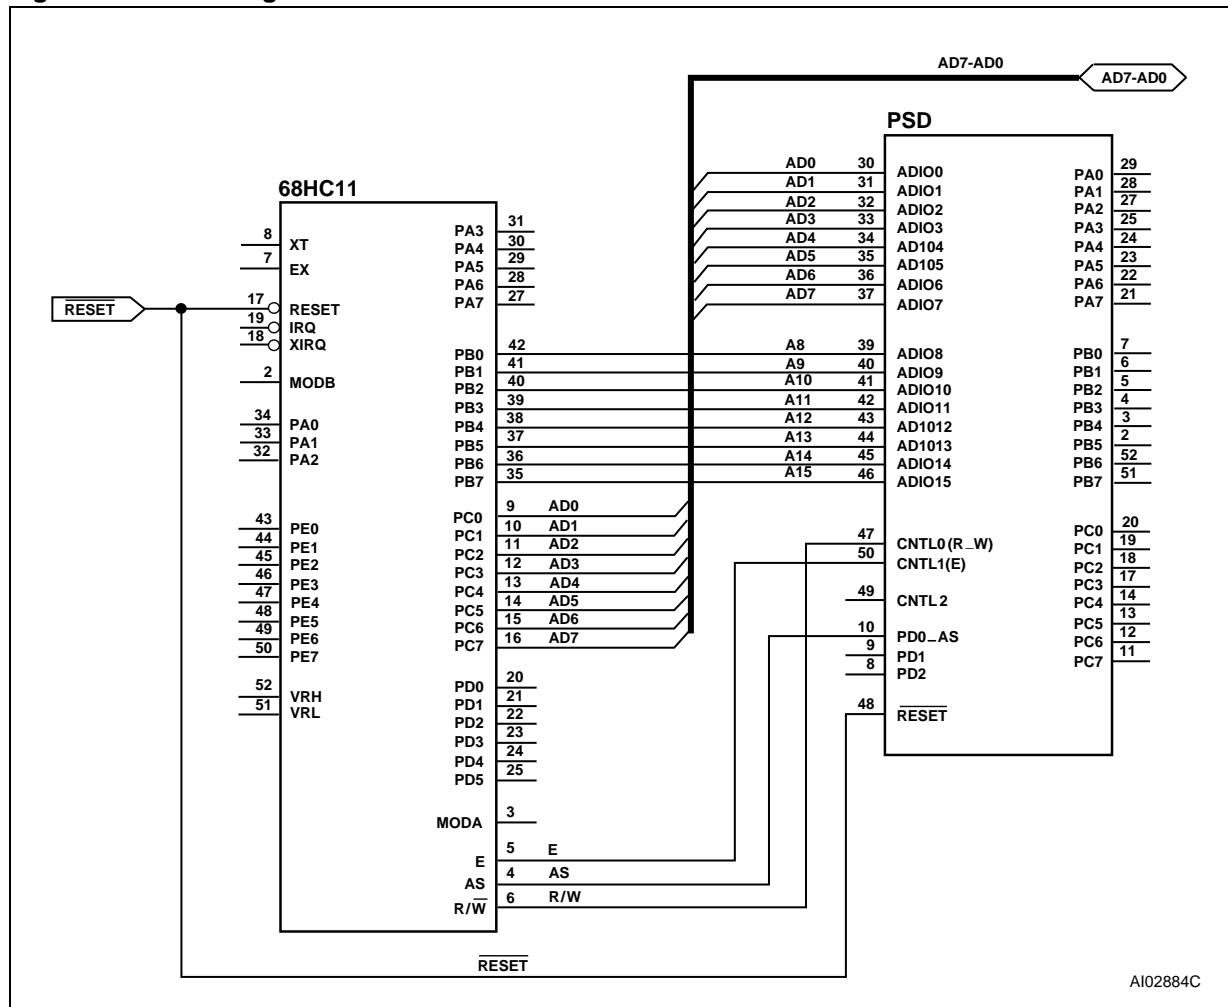 AD7-AD0
AD7-AD0
PSD
68HC11
RESET
8 XT
7 EX
17 RESET
19 IRQ
18 XIRQ
2 MODB
34 PA0
33 PA1
32 PA2
43 PE0
44 PE1
45 PE2
46 PE3
47 PE4
48 PE5
49 PE6
50 PE7
52 VRH
51 VRL
PA3 31
PA4 30
PA5 29
PA6 28
PA7 27
PB0 42
PB1 41
PB2 40
PB3 39
PB4 38
PB5 37
PB6 36
PB7 35
PC0 9 AD0
PC1 10 AD1
PC2 11 AD2
PC3 12 AD3
PC4 13 AD4
PC5 14 AD5
PC6 15 AD6
PC7 16 AD7
PD0 20
PD1 21
PD2 22
PD3 23
PD4 24
PD5 25
MODA 3
E 5 E
AS 4 AS
R/W 6 R/W
AD0 30 ADIO0
AD1 31 ADIO1
AD2 32 ADIO2
AD3 33 ADIO3
AD4 34 AD104
AD5 35 AD105
AD6 36 ADIO6
AD7 37 ADIO7
A8 39 ADIO8
A9 40 ADIO9
A10 41 ADIO10
A11 42 ADIO11
A12 43 AD1012
A13 44 AD1013
A14 45 ADIO14
A15 46 ADIO15
47 CNTL0(R_W)
50 CNTL1(E)
49 CNTL2
10 PD0_AS
9 PD1
8 PD2
48 RESET
PA0 29
PA1 28
PA2 27
PA3 25
PA4 24
PA5 23
PA6 22
PA7 21
PB0 7
PB1 6
PB2 5
PB3 4
PB4 3
PB5 2
PB6 52
PB7 51
PC0 20
PC1 19
PC2 18
PC3 17
PC4 14
PC5 13
PC6 12
PC7 11
RESET
AI02884C